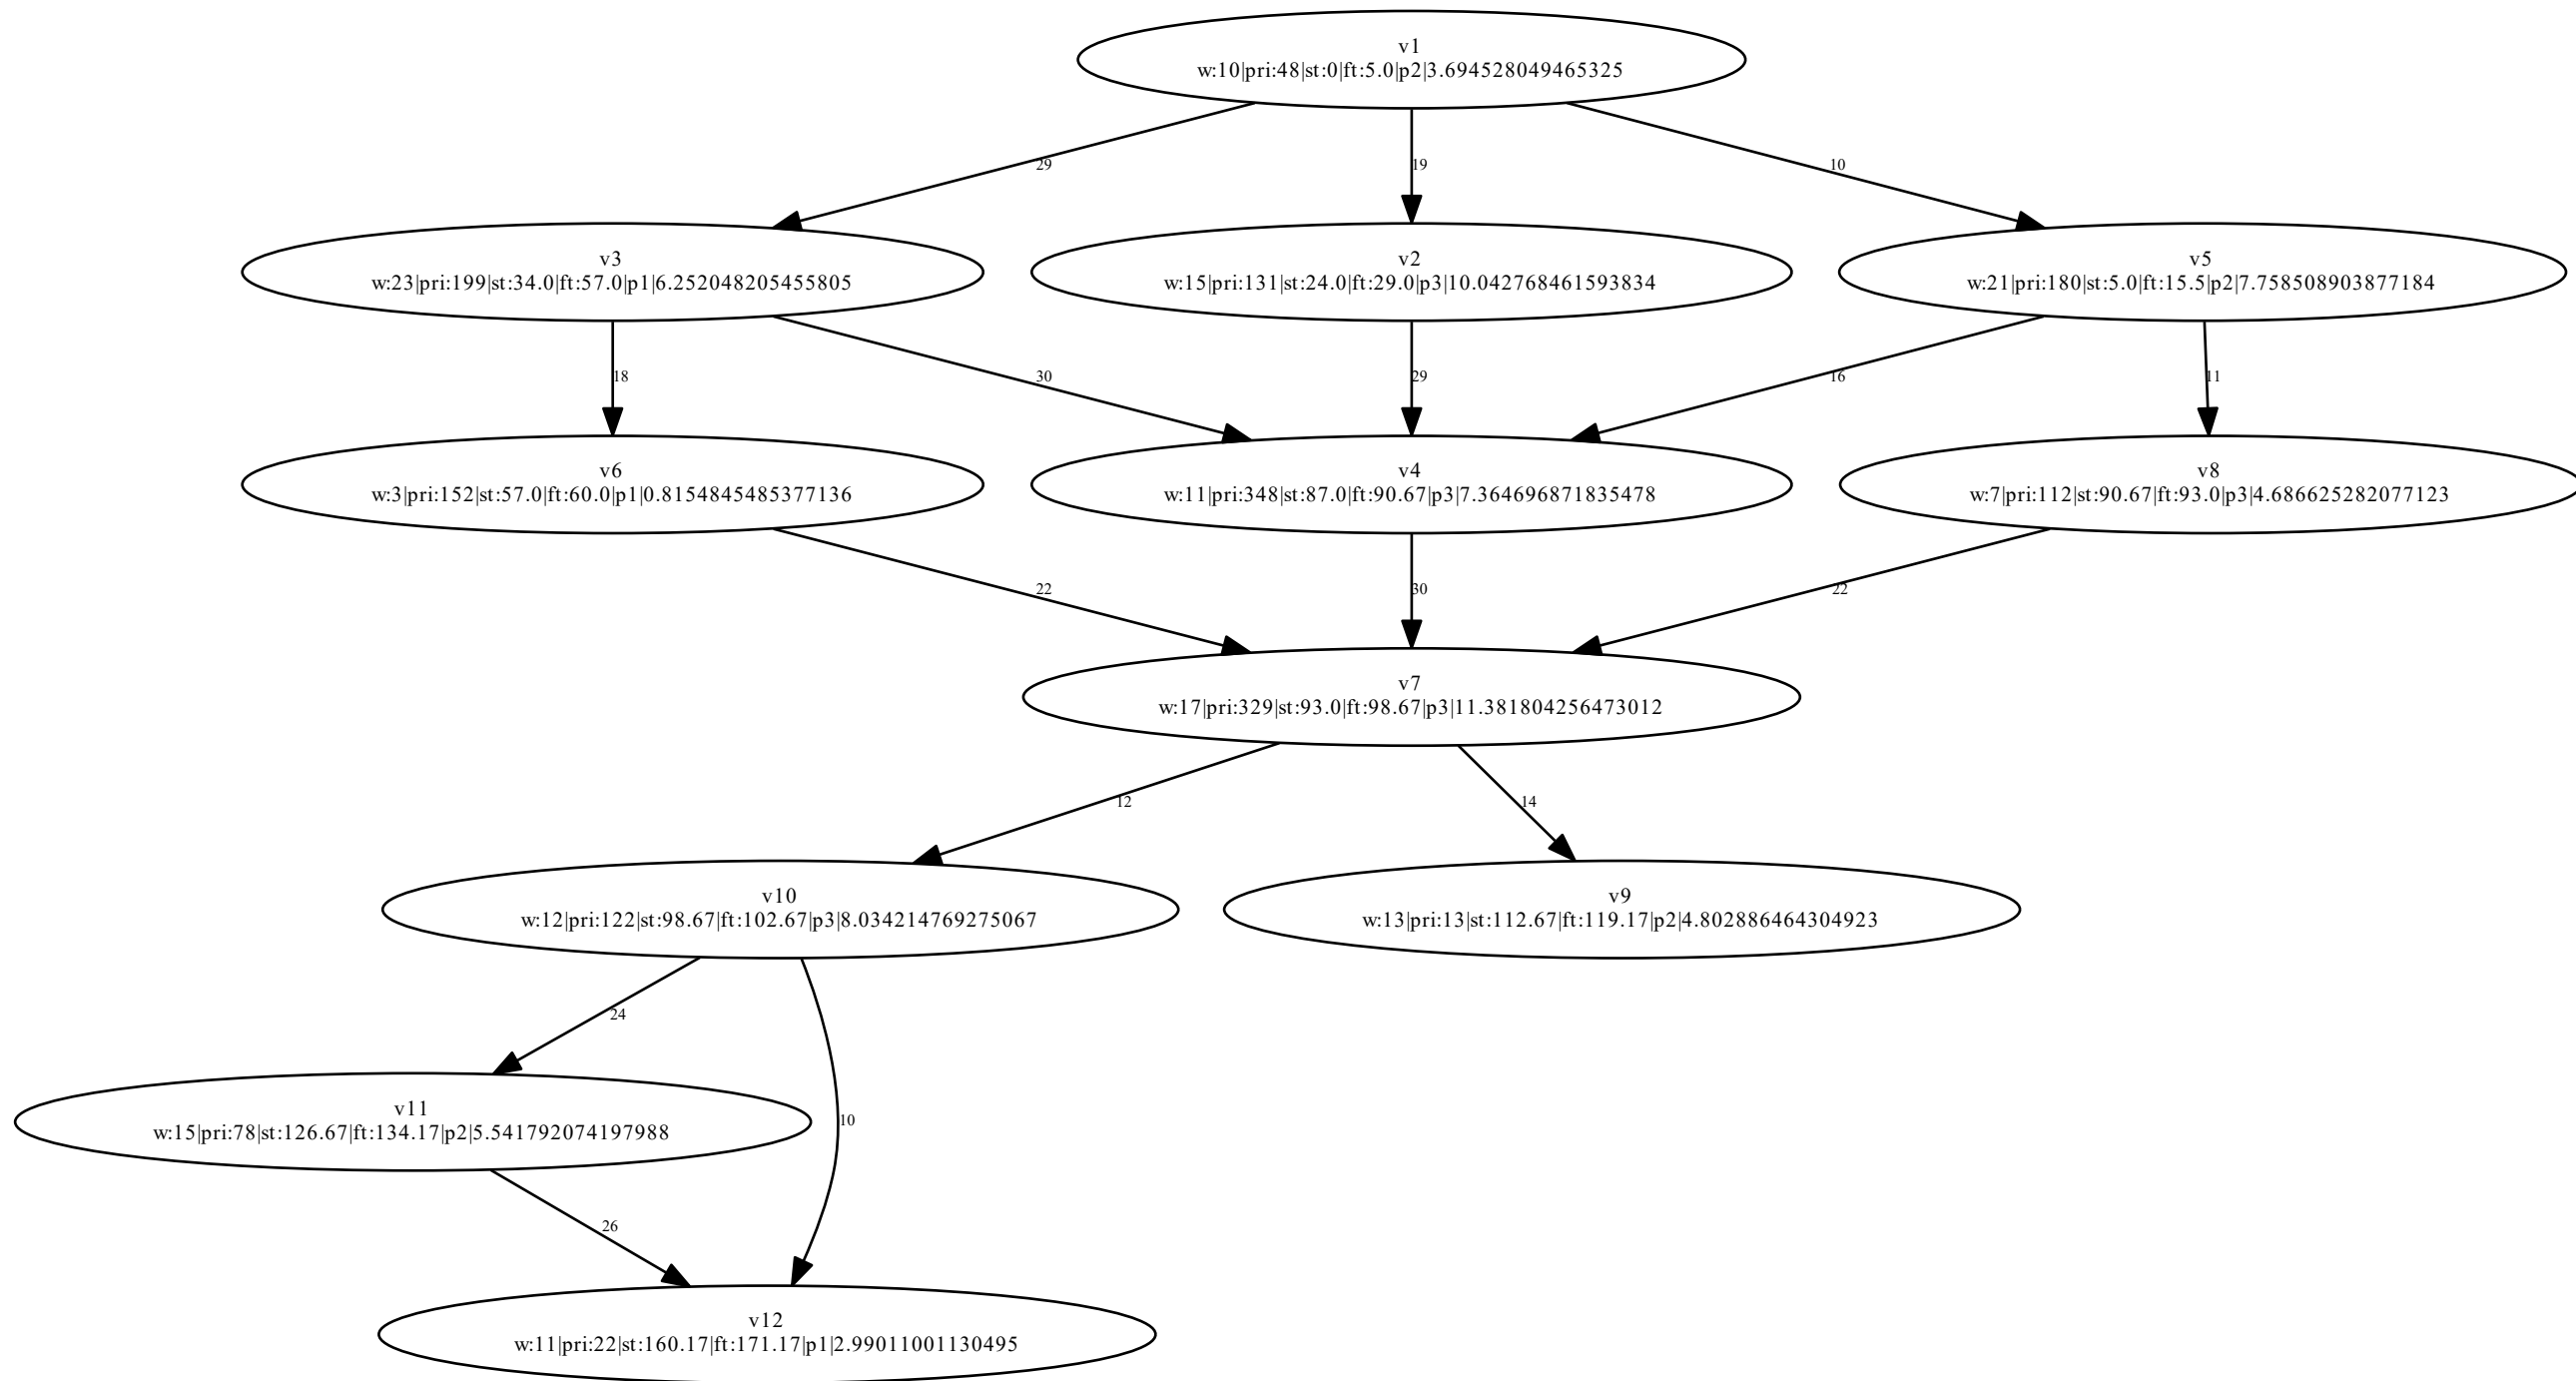 v1
w:10|pri:48|st:0|ft:5.0|p2|3.694528049465325
29
19
10
v3
w:23|pri:199|st:34.0|ft:57.0|p1|6.252048205455805
v2
w:15|pri:131|st:24.0|ft:29.0|p3|10.042768461593834
v5
w:21|pri:180|st:5.0|ft:15.5|p2|7.758508903877184
18
30
29
16
11
v6
w:3|pri:152|st:57.0|ft:60.0|p1|0.8154845485377136
v4
w:11|pri:348|st:87.0|ft:90.67|p3|7.364696871835478
v8
w:7|pri:112|st:90.67|ft:93.0|p3|4.686625282077123
22
30
22
v7
w:17|pri:329|st:93.0|ft:98.67|p3|11.381804256473012
12
14
v10
w:12|pri:122|st:98.67|ft:102.67|p3|8.034214769275067
v9
w:13|pri:13|st:112.67|ft:119.17|p2|4.802886464304923
24
v11
w:15|pri:78|st:126.67|ft:134.17|p2|5.541792074197988
10
26
v12
w:11|pri:22|st:160.17|ft:171.17|p1|2.99011001130495